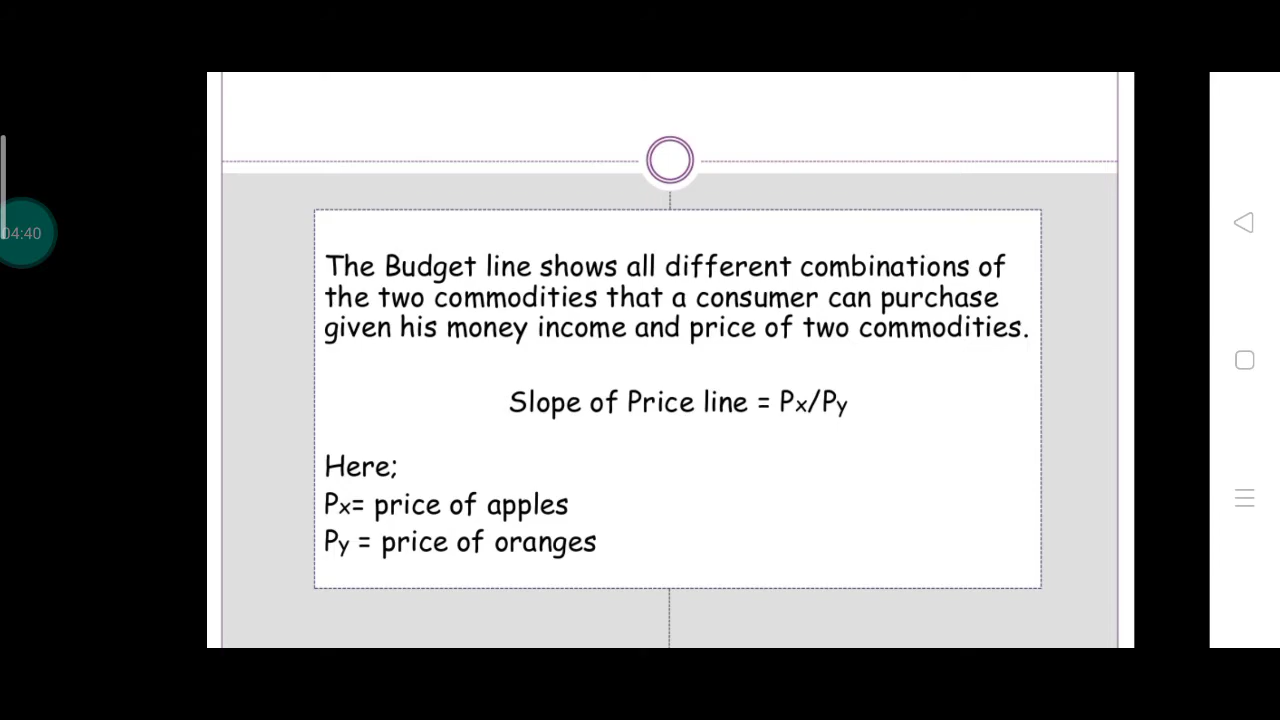 04:40
The Budget line shows all different combinations of
the two commodities that a consumer can purchase
given his money income and price of two commodities.
Slope of Price line = Px/Py
Here;
Px= price of apples
Py = price of oranges